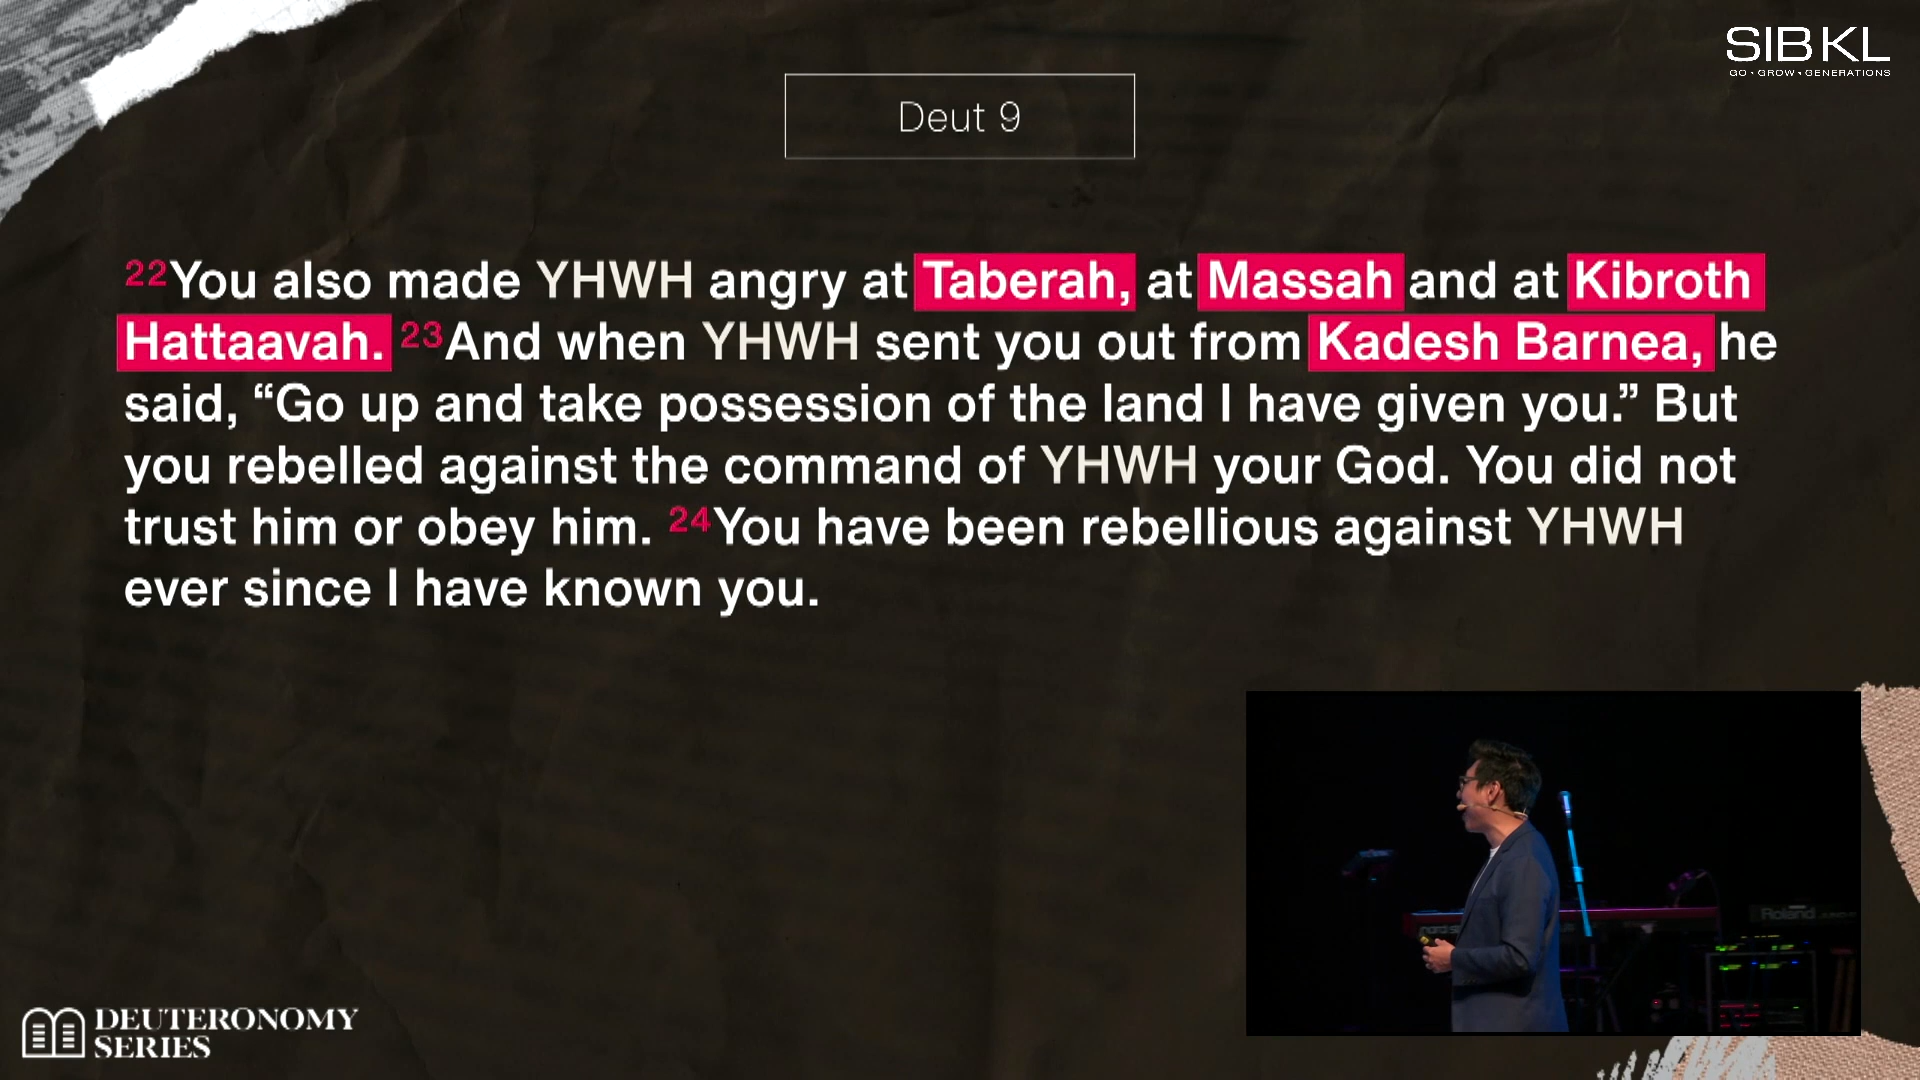 SIBKL
GO • GROW • GENERATIONS
Deut 9
22You also made YHWH angry at Taberah, at Massah and at Kibroth
Hattaavah. 23And when YHWH sent you out from Kadesh Barnea, he
said, “Go up and take possession of the land I have given you.” But
you rebelled against the command of YHWH your God. You did not
trust him or obey him. 24You have been rebellious against YHWH
ever since I have known you.
Roland
nord
DEUTERONOMY
SERIES